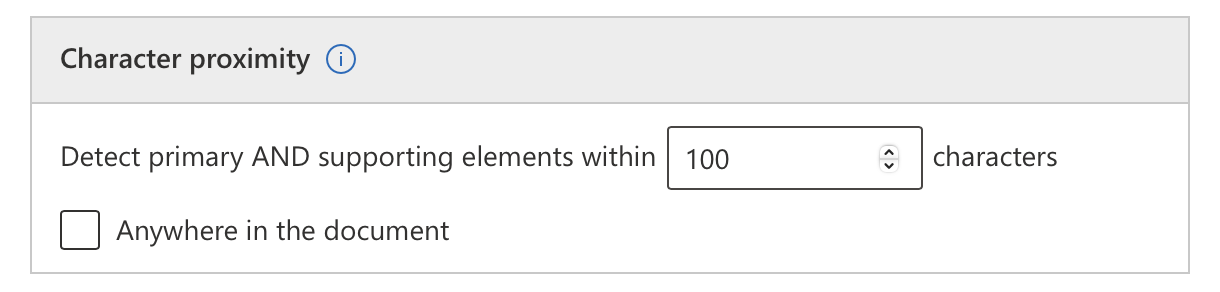 Character proximity
Detect primary AND supporting elements within 100 characters
Anywhere in the document